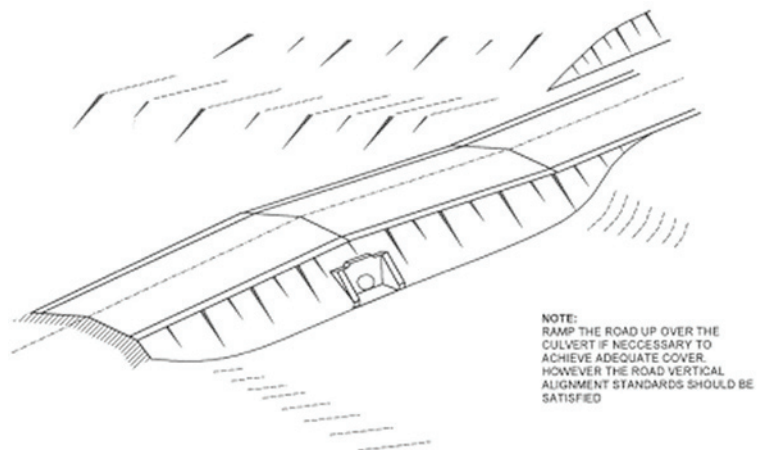 NOTE:
RAMP THE ROAD UP OVER THE
CULVERT IF NECCESSARY TO
ACHIEVE ADEQUATE COVER.
HOWEVER THE ROAD VERTICAL
ALIGNMENT STANDARDS SHOULD BE
SATISFIED